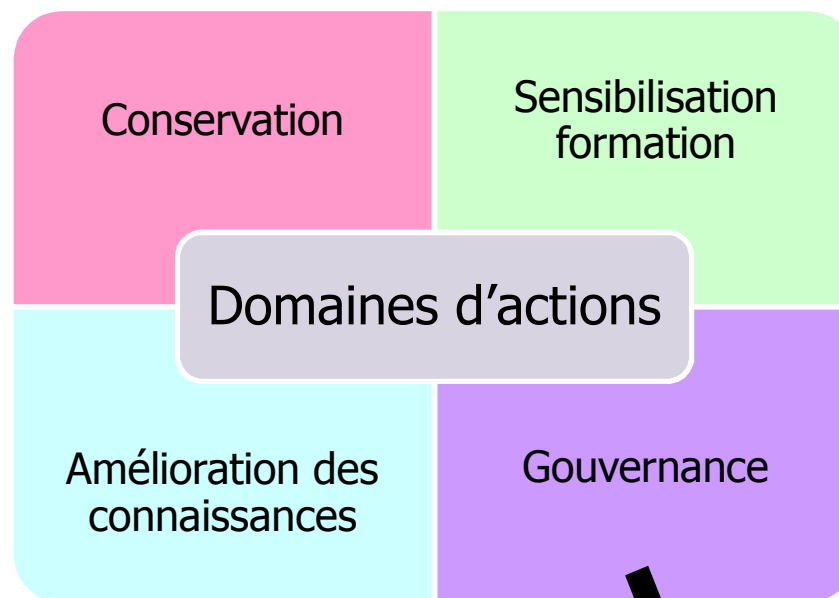 Conservation
Sensibilisation
formation
Domaines d’actions
Amélioration des
connaissances
Gouvernance